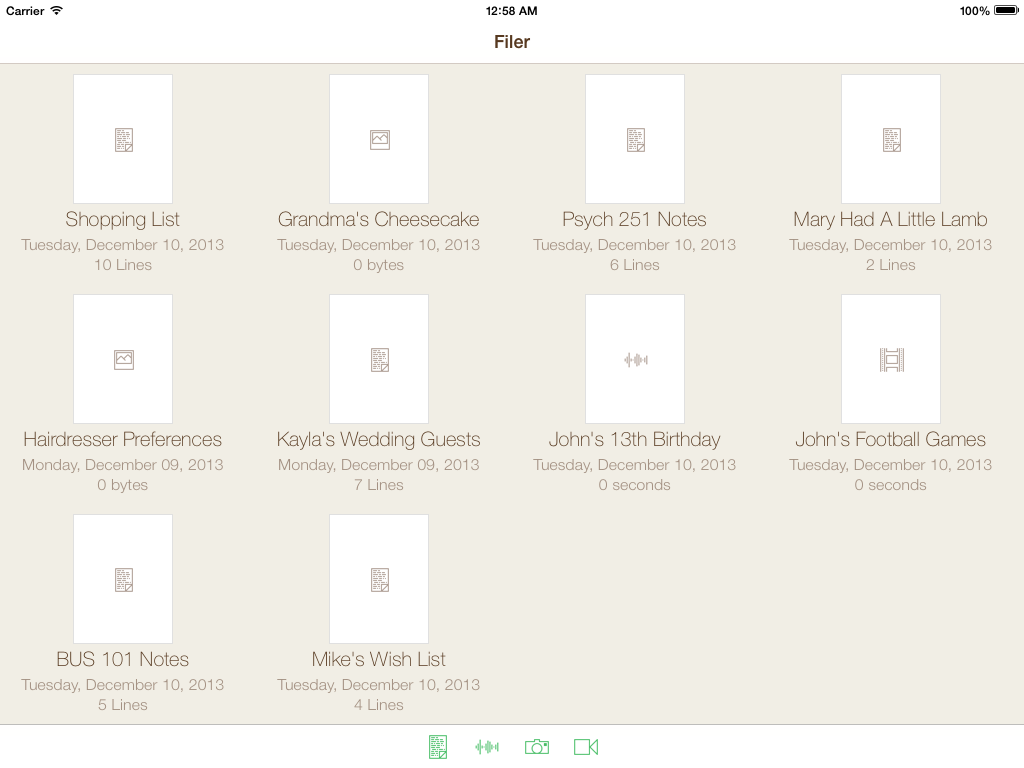 Carrier 12:58 AM 100%
Filer
Shopping List
Tuesday, December 10, 2013
10 Lines
Grandma's Cheesecake
Tuesday, December 10, 2013
0 bytes
Psych 251 Notes
Tuesday, December 10, 2013
6 Lines
Mary Had A Little Lamb
Tuesday, December 10, 2013
2 Lines
Hairdresser Preferences
Monday, December 09, 2013
0 bytes
Kayla's Wedding Guests
Monday, December 09, 2013
7 Lines
John's 13th Birthday
Tuesday, December 10, 2013
0 seconds
John's Football Games
Tuesday, December 10, 2013
0 seconds
BUS 101 Notes
Tuesday, December 10, 2013
5 Lines
Mike's Wish List
Tuesday, December 10, 2013
4 Lines